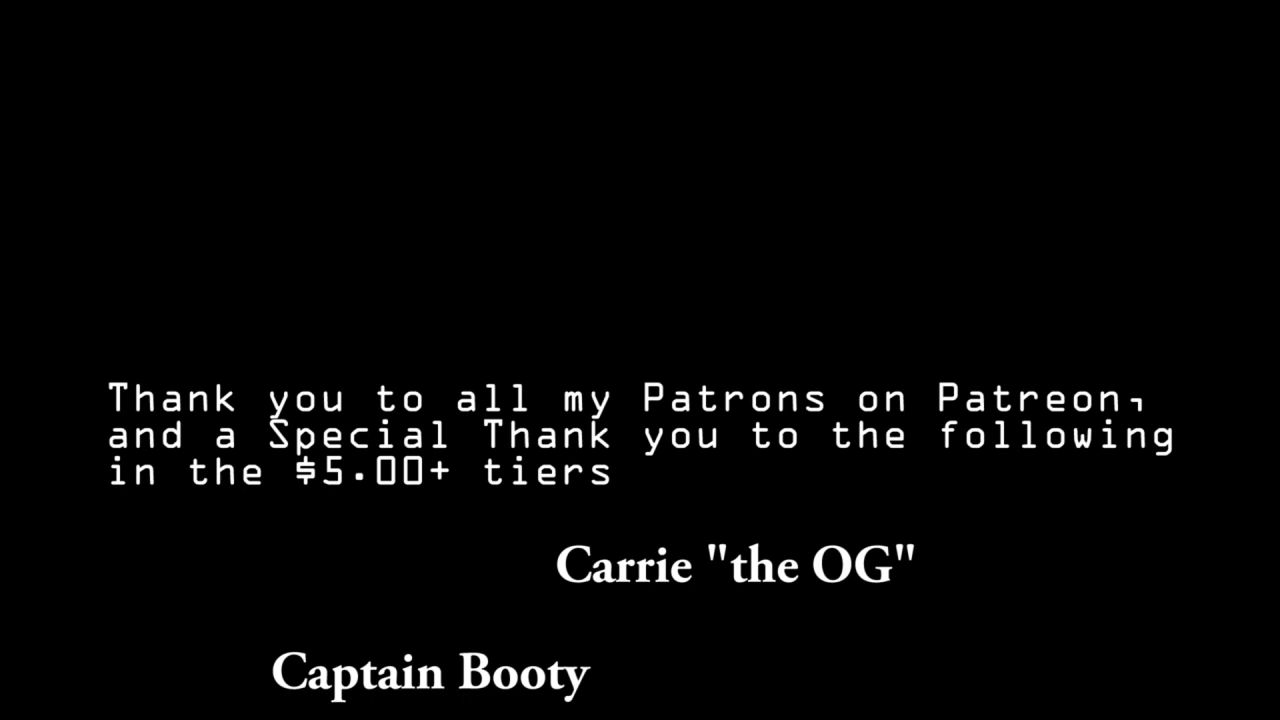 Thank you to all my Patrons on Patreon,
and a Special Thank you to the following
in the $5.00+ tiers
Carrie "the OG"
Captain Booty